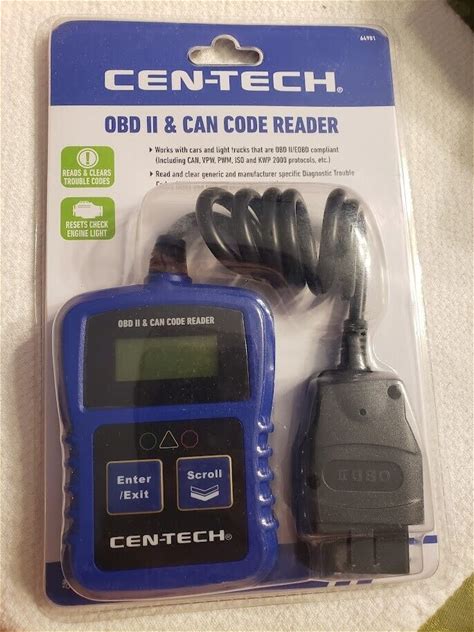 64981
CEN-TECH®
OBD II & CAN CODE READER
▸ Works with cars and light trucks that are OBD II/EOBD compliant
(Including CAN, VPW, PWM, ISO and KWP 2000 protocols, etc.)
▸ Read and clear generic and manufacturer specific Diagnostic Trouble
READS & CLEARS
TROUBLE CODES
RESETS CHECK
ENGINE LIGHT
OBD II & CAN CODE READER
Enter
/Exit
Scroll
CEN-TECH®
OBD II